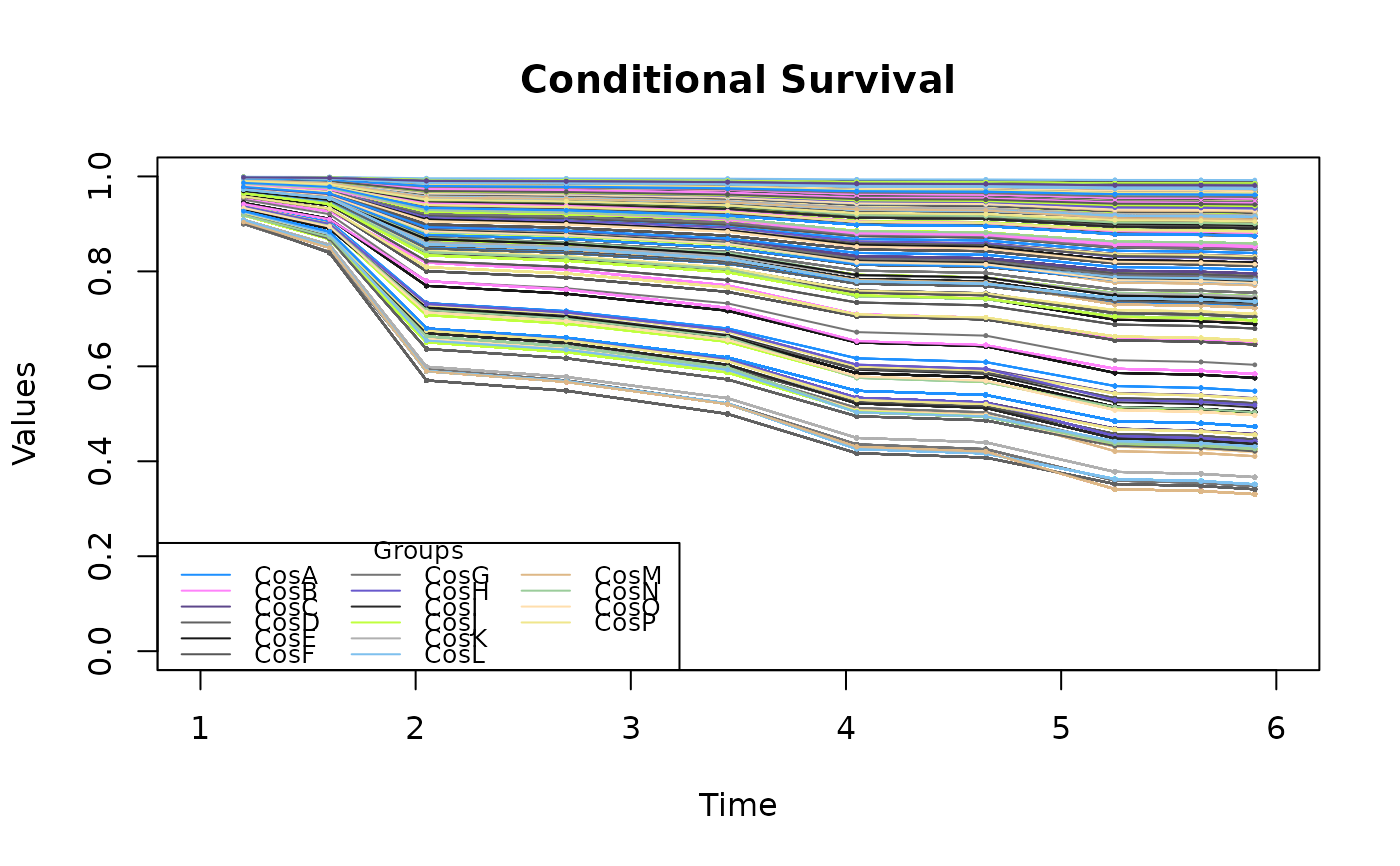 Conditional Survival
Values
1.0
0.8
0.6
0.4
0.2
0.0
Groups
CosA CosG CosM
CosB CosH CosN
CosC CosI CosO
CosD CosJ CosP
CosE CosK
CosF CosL
1 2 3 4 5 6
Time